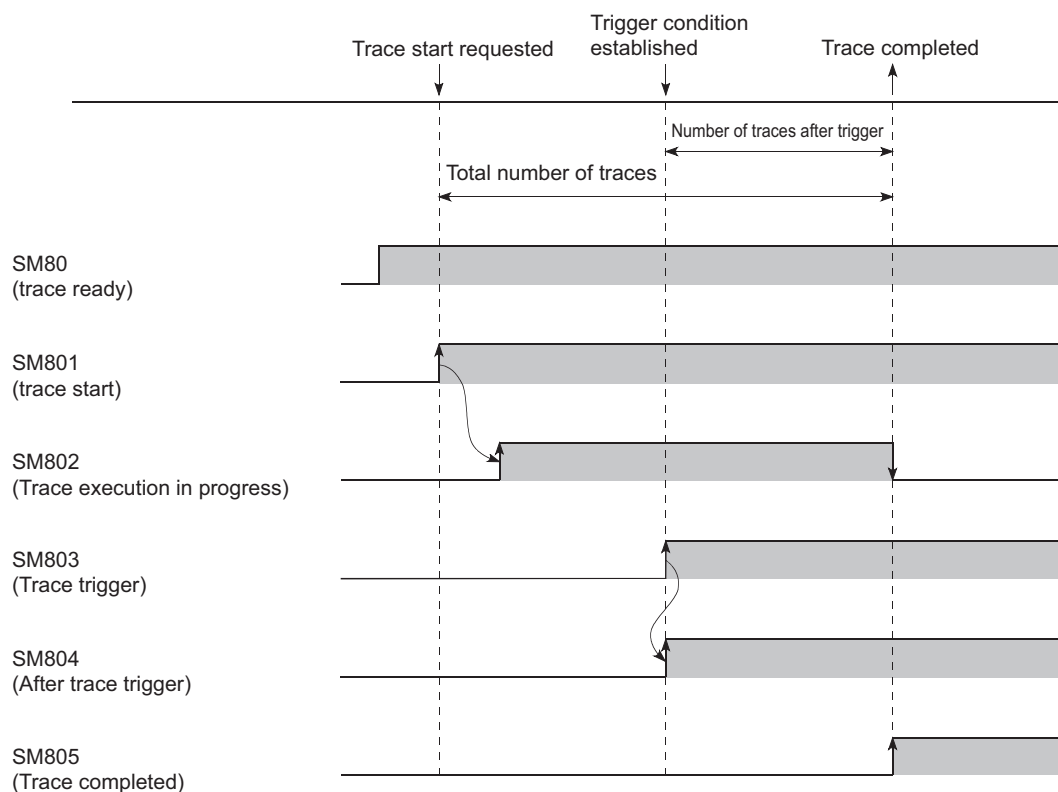 Trigger condition
established
Trace start requested
Trace completed
Number of traces after trigger
Total number of traces
SM80
(trace ready)
SM801
(trace start)
SM802
(Trace execution in progress)
SM803
(Trace trigger)
SM804
(After trace trigger)
SM805
(Trace completed)